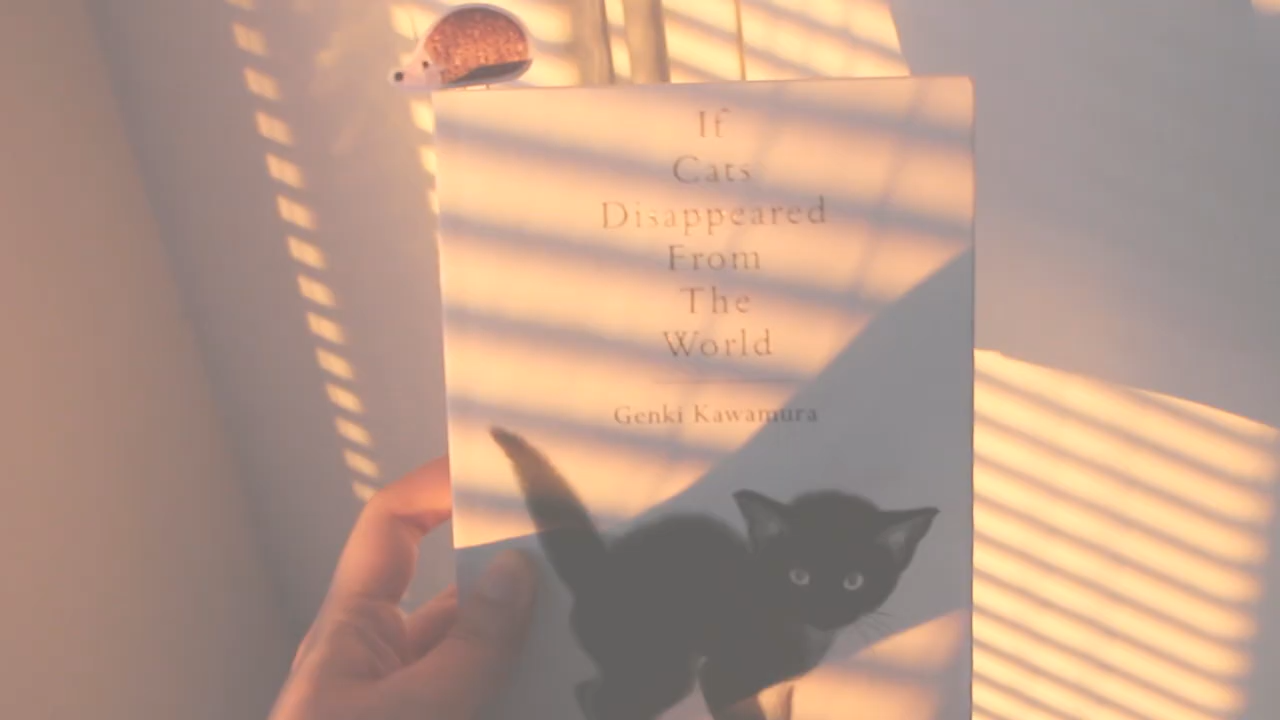 If
Cats
Disappeared
From
The
World
Genki Kawamura